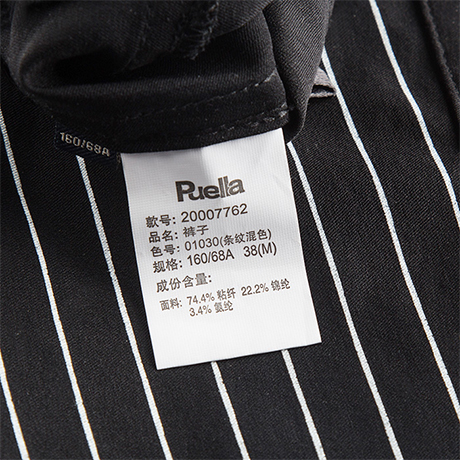 160/68A
Puella
款号: 20007762
品名: 裤子
色号: 01030(条纹混色)
规格: 160/68A 38(M)
成份含量:
面料: 74.4% 粘纤 22.2% 锦纶
3.4% 氨纶